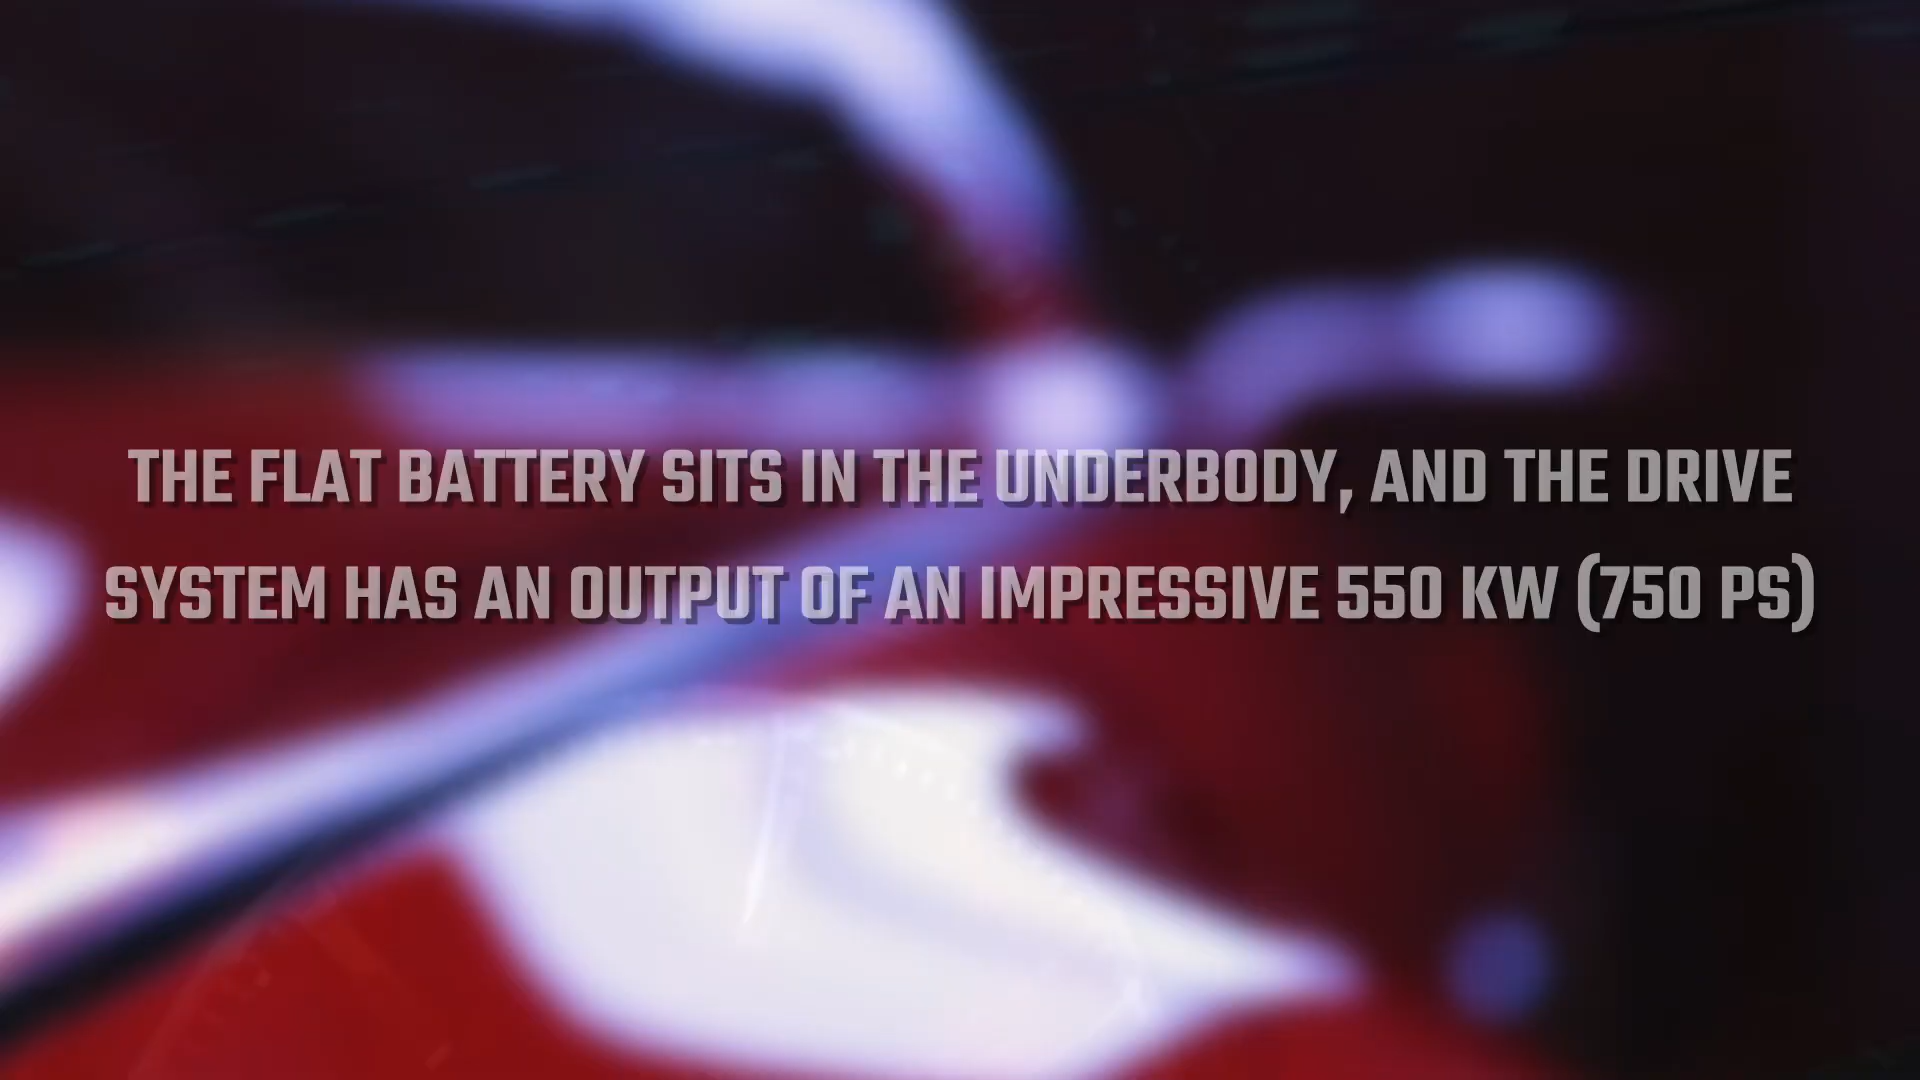 THE FLAT BATTERY SITS IN THE UNDERBODY, AND THE DRIVE
SYSTEM HAS AN OUTPUT OF AN IMPRESSIVE 550 KW (750 PS)